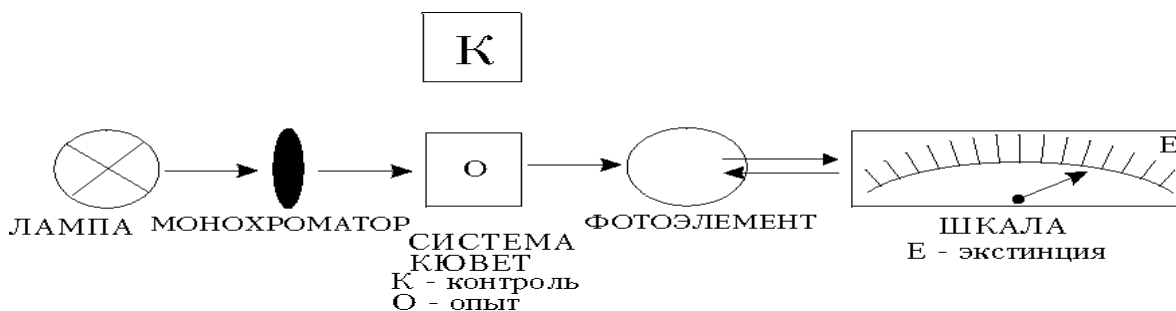 К
О
Е
ЛАМПА
МОНОХРОМАТОР
СИСТЕМА
КЮВЕТ
К - контроль
О - опыт
ФОТОЭЛЕМЕНТ
ШКАЛА
Е - экстинция